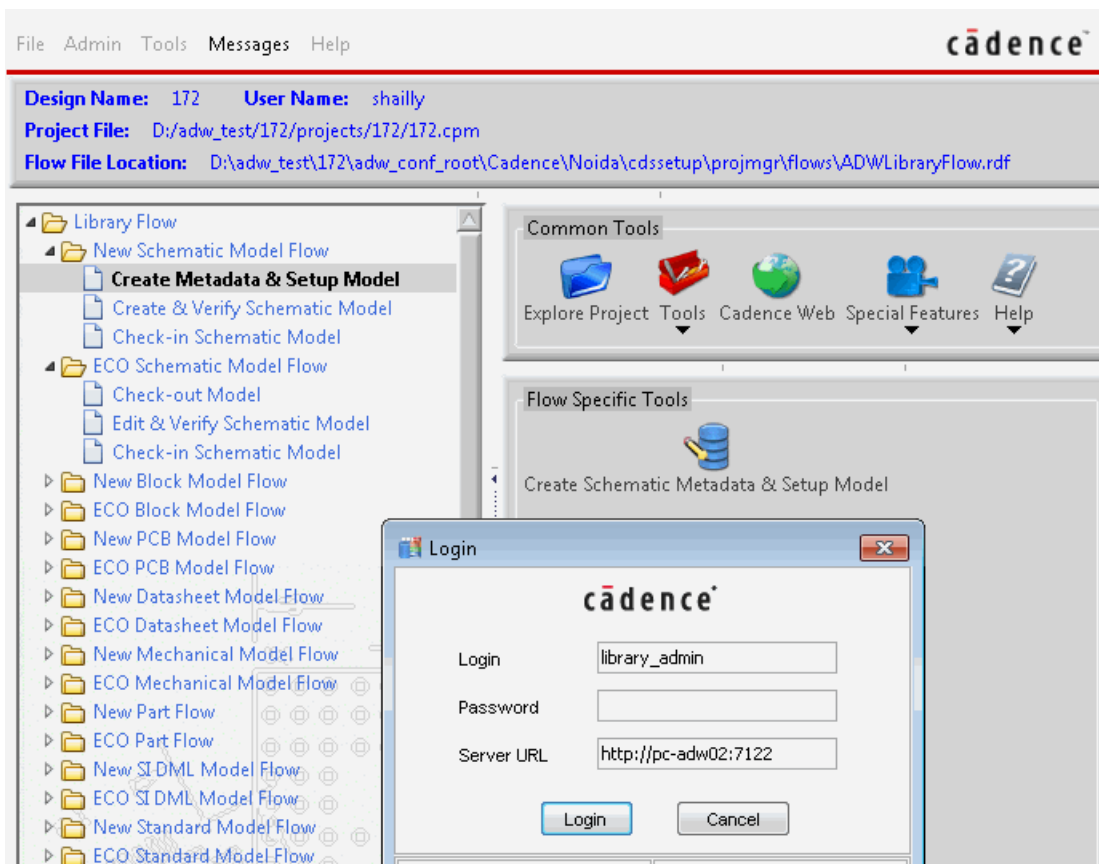 File Admin Tools Messages Help
cādence™
Design Name: 172 User Name: shailly
Project File: D:/adw_test/172/projects/172/172.cpm
Flow File Location: D:\adw_test\172\adw_conf_root\Cadence\Noida\cdssetup\projmgr\flows\ADWLibraryFlow.rdf
Library Flow
New Schematic Model Flow
Create Metadata & Setup Model
Create & Verify Schematic Model
Check-in Schematic Model
ECO Schematic Model Flow
Check-out Model
Edit & Verify Schematic Model
Check-in Schematic Model
New Block Model Flow
ECO Block Model Flow
New PCB Model Flow
ECO PCB Model Flow
New Datasheet Model Flow
ECO Datasheet Model Flow
New Mechanical Model Flow
ECO Mechanical Model Flow
New Part Flow
ECO Part Flow
New SI DML Model Flow
ECO SI DML Model Flow
New Standard Model Flow
ECO Standard Model Flow
Common Tools
Explore Project Tools Cadence Web Special Features Help
Flow Specific Tools
Create Schematic Metadata & Setup Model
Login
cādence
Login library_admin
Password
Server URL http://pc-adw02:7122
Login Cancel